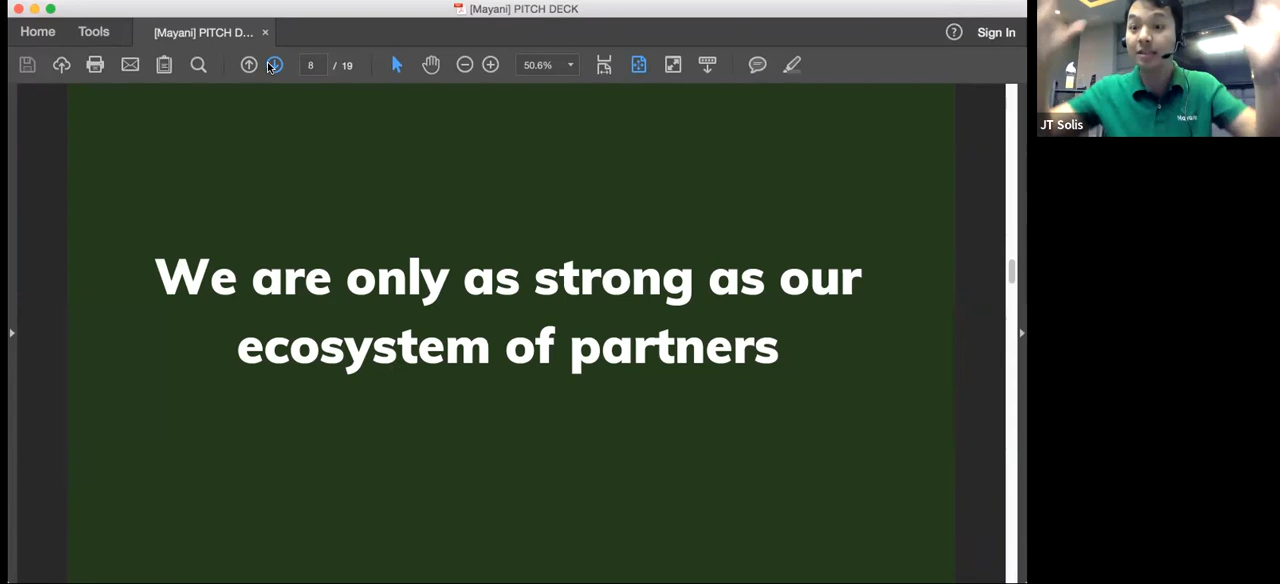 [Mayani] PITCH DECK
Home
Tools
[Mayani] PITCH D...
×
Sign In
8 / 19
50.6%
We are only as strong as our
ecosystem of partners
JT Solis
Mayani